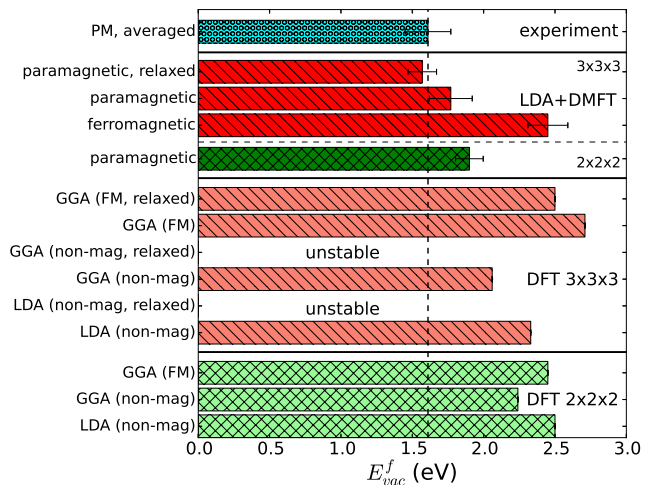 PM, averaged
experiment
paramagnetic, relaxed
3x3x3
paramagnetic
LDA+DMFT
ferromagnetic
paramagnetic
2x2x2
GGA (FM, relaxed)
GGA (FM)
GGA (non-mag, relaxed)
unstable
GGA (non-mag)
DFT 3x3x3
LDA (non-mag, relaxed)
unstable
LDA (non-mag)
GGA (FM)
GGA (non-mag)
DFT 2x2x2
LDA (non-mag)
0.0 0.5 1.0 1.5 2.0 2.5 3.0
E^f_vac (eV)